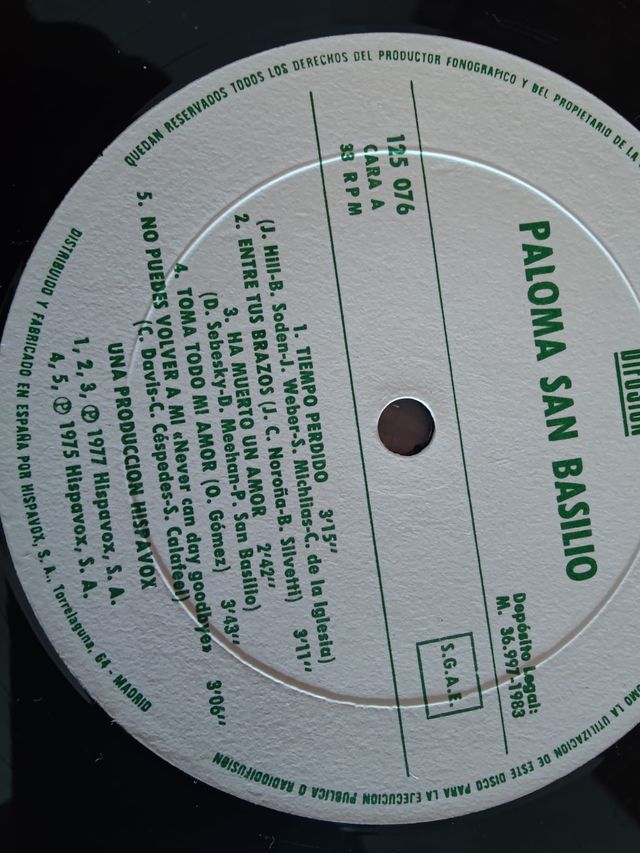 PALOMA SAN BASILIO
125 076
CARA A
33 R P M
Depósito Legal:
M. 36.997-1983
S.G.A.E.
1. TIEMPO PERDIDO 3'15''
(J. Hill-B. Soden-J. Weber-S. Michlies-C. de la Iglesia)
2. ENTRE TUS BRAZOS (J. C. Noroña-B. Silvetti) 3'11''
3. HA MUERTO UN AMOR 2'42''
(D. Sebesky-D. Meehan-P. San Basilio)
4. TOMA TODO MI AMOR (O. Gómez) 3'43''
5. NO PUEDES VOLVER A MI «Never can day goodbye» 3'06''
(C. Davis-C. Céspedes-S. Calafeel)
UNA PRODUCCION HISPAVOX
1, 2, 3, Ⓟ 1977 Hispavox, S. A.
4, 5, Ⓟ 1975 Hispavox, S. A.
QUEDAN RESERVADOS TODOS LOS DERECHOS DEL PRODUCTOR FONOGRAFICO Y DEL PROPIETARIO DE LA
LA UTILIZACION DE ESTE DISCO PARA LA EJECUCION PUBLICA O RADIODIFUSION
DISTRIBUIDO Y FABRICADO EN ESPAÑA POR HISPAVOX, S. A., Torrelaguna, 64 - MADRID